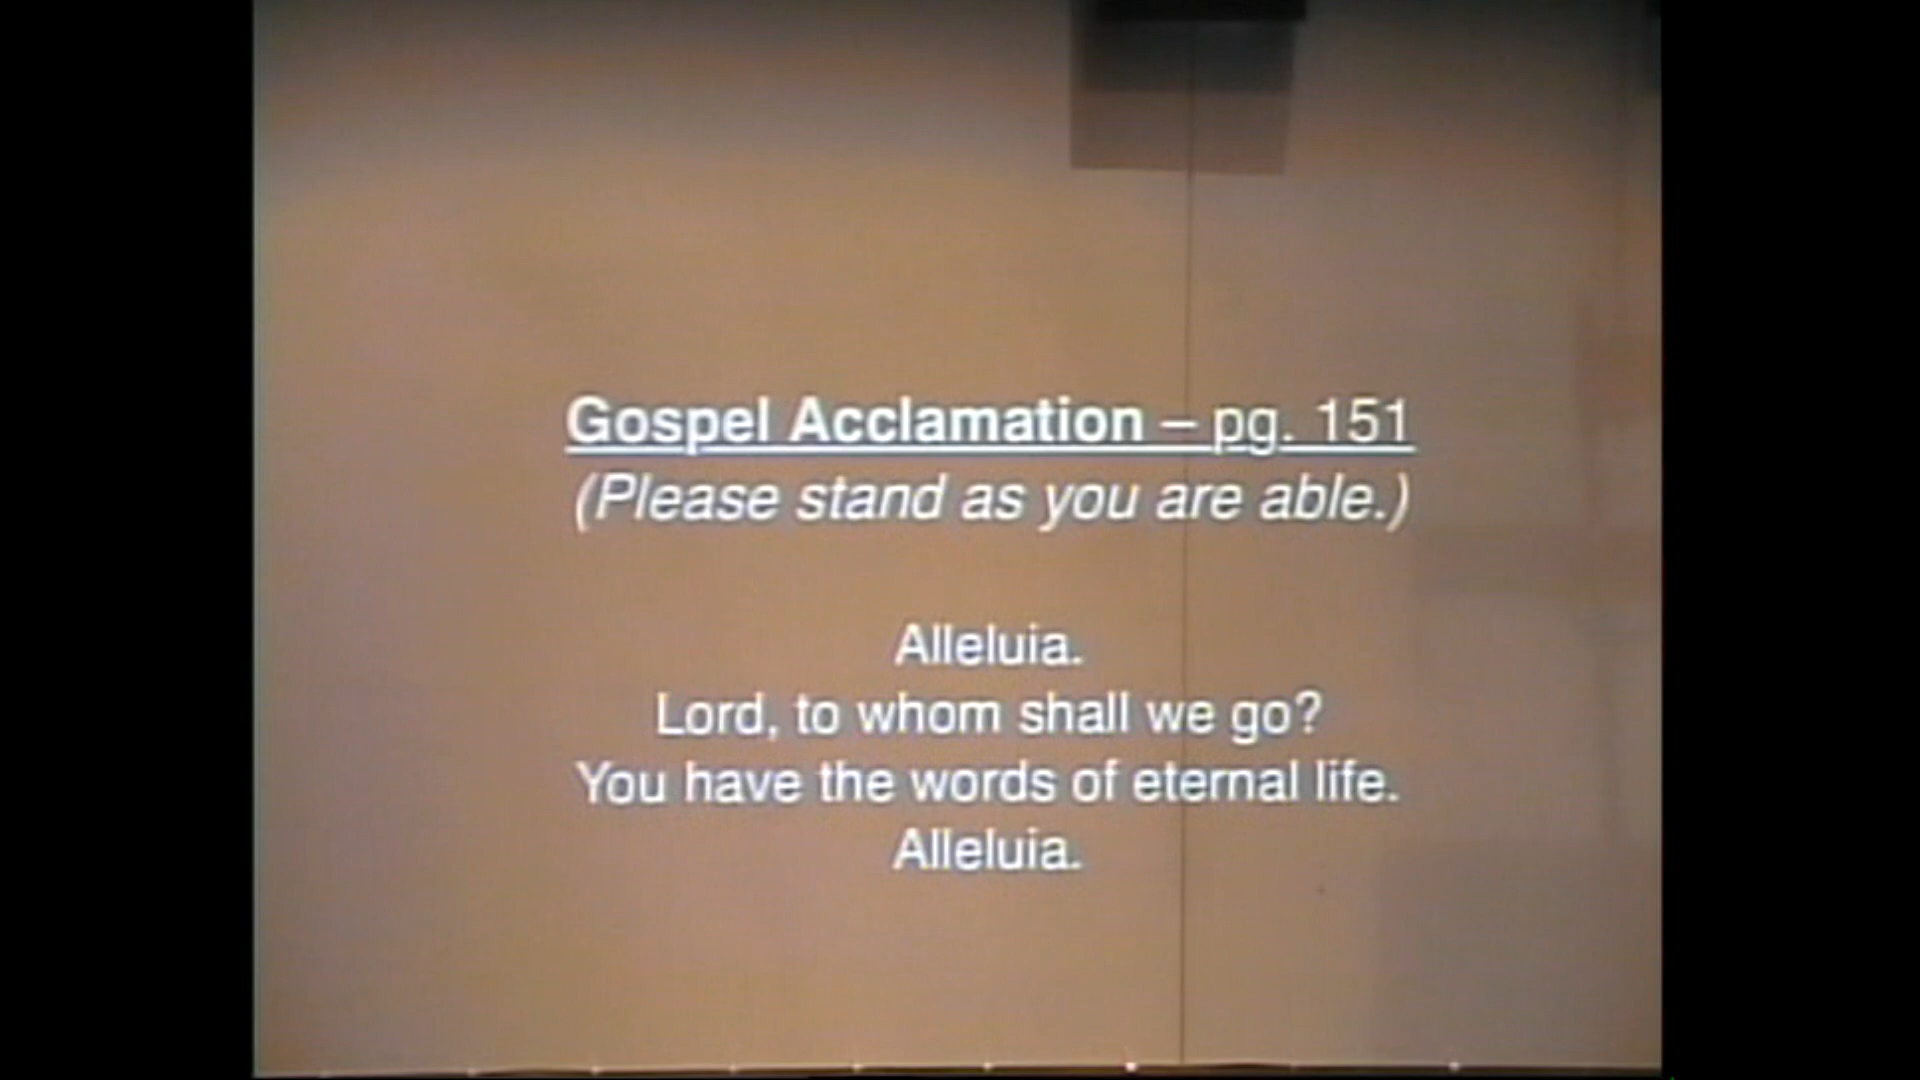 Gospel Acclamation – pg. 151
(Please stand as you are able.)
Alleluia.
Lord, to whom shall we go?
You have the words of eternal life.
Alleluia.